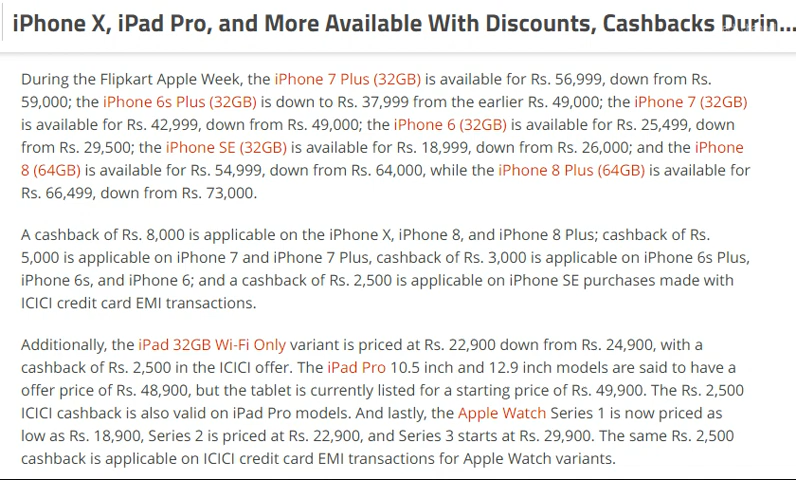 iPhone X, iPad Pro, and More Available With Discounts, Cashbacks Durin...
During the Flipkart Apple Week, the iPhone 7 Plus (32GB) is available for Rs. 56,999, down from Rs.
59,000; the iPhone 6s Plus (32GB) is down to Rs. 37,999 from the earlier Rs. 49,000; the iPhone 7 (32GB)
is available for Rs. 42,999, down from Rs. 49,000; the iPhone 6 (32GB) is available for Rs. 25,499, down
from Rs. 29,500; the iPhone SE (32GB) is available for Rs. 18,999, down from Rs. 26,000; and the iPhone
8 (64GB) is available for Rs. 54,999, down from Rs. 64,000, while the iPhone 8 Plus (64GB) is available for
Rs. 66,499, down from Rs. 73,000.
A cashback of Rs. 8,000 is applicable on the iPhone X, iPhone 8, and iPhone 8 Plus; cashback of Rs.
5,000 is applicable on iPhone 7 and iPhone 7 Plus, cashback of Rs. 3,000 is applicable on iPhone 6s Plus,
iPhone 6s, and iPhone 6; and a cashback of Rs. 2,500 is applicable on iPhone SE purchases made with
ICICI credit card EMI transactions.
Additionally, the iPad 32GB Wi-Fi Only variant is priced at Rs. 22,900 down from Rs. 24,900, with a
cashback of Rs. 2,500 in the ICICI offer. The iPad Pro 10.5 inch and 12.9 inch models are said to have a
offer price of Rs. 48,900, but the tablet is currently listed for a starting price of Rs. 49,900. The Rs. 2,500
ICICI cashback is also valid on iPad Pro models. And lastly, the Apple Watch Series 1 is now priced as
low as Rs. 18,900, Series 2 is priced at Rs. 22,900, and Series 3 starts at Rs. 29,900. The same Rs. 2,500
cashback is applicable on ICICI credit card EMI transactions for Apple Watch variants.